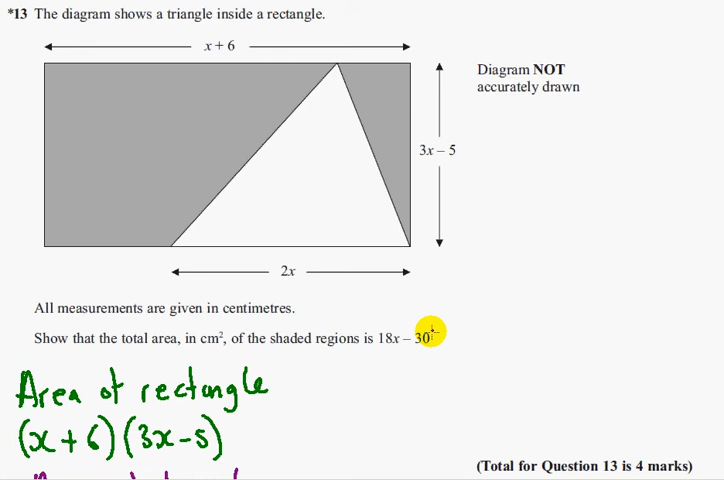 *13 The diagram shows a triangle inside a rectangle.
x + 6
Diagram NOT
accurately drawn
3x – 5
2x
All measurements are given in centimetres.
Show that the total area, in cm², of the shaded regions is 18x – 30
Area of rectangle
(x + 6)(3x - 5)
(Total for Question 13 is 4 marks)